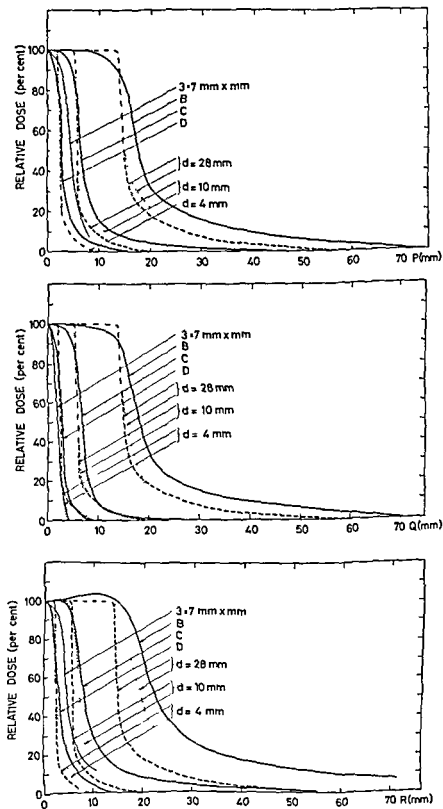 RELATIVE DOSE (per cent)
100
80
60
40
20
0
3×7 mm x mm
B
C
D
}d = 28 mm
}d = 10 mm
}d = 4 mm
0 10 20 30 40 50 60 70 P(mm)
RELATIVE DOSE (per cent)
100
80
60
40
20
0
3×7 mm x mm
B
C
D
}d = 28 mm
}d = 10 mm
}d = 4 mm
0 10 20 30 40 50 60 70 Q(mm)
RELATIVE DOSE (per cent)
100
80
60
40
20
0
3×7 mm x mm
B
C
D
}d = 28 mm
}d = 10 mm
}d = 4 mm
0 10 20 30 40 50 60 70 R(mm)